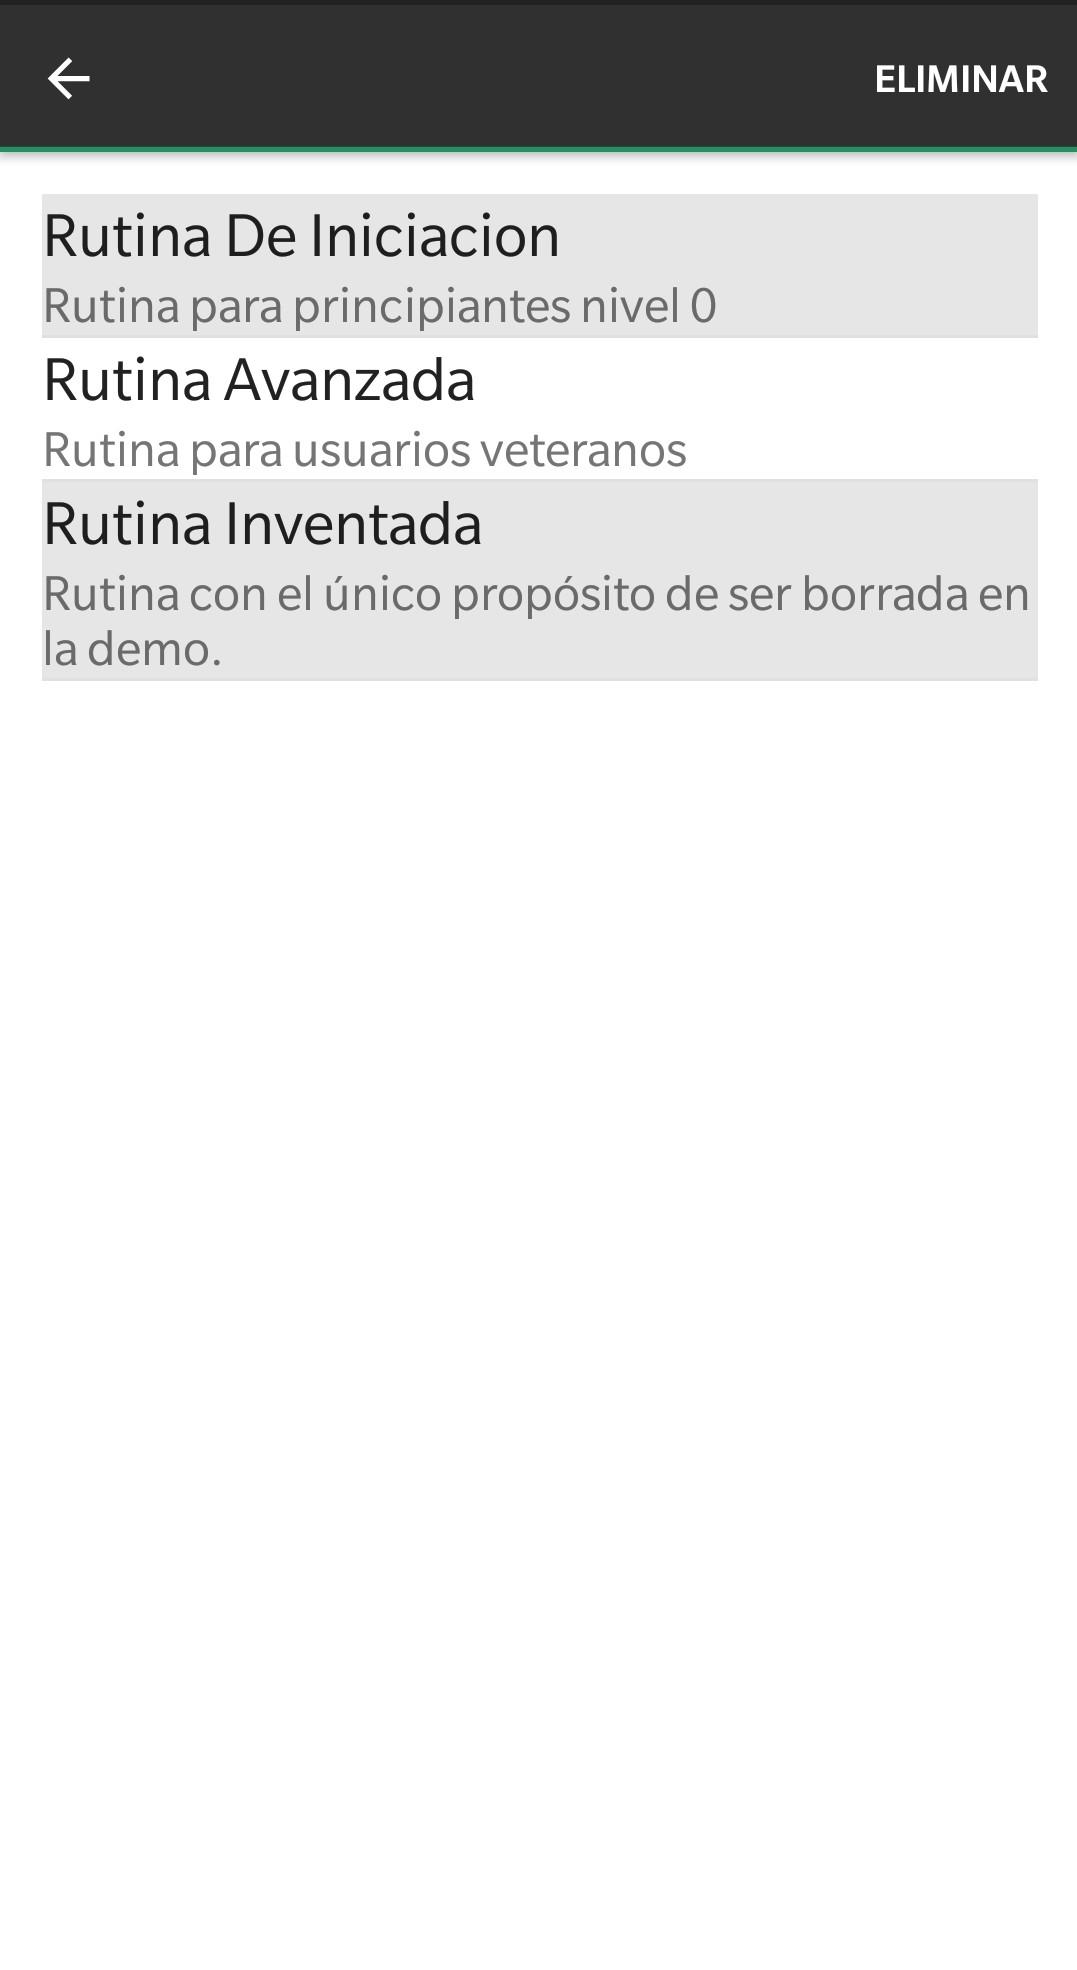 ELIMINAR
Rutina De Iniciacion
Rutina para principiantes nivel 0
Rutina Avanzada
Rutina para usuarios veteranos
Rutina Inventada
Rutina con el único propósito de ser borrada en
la demo.